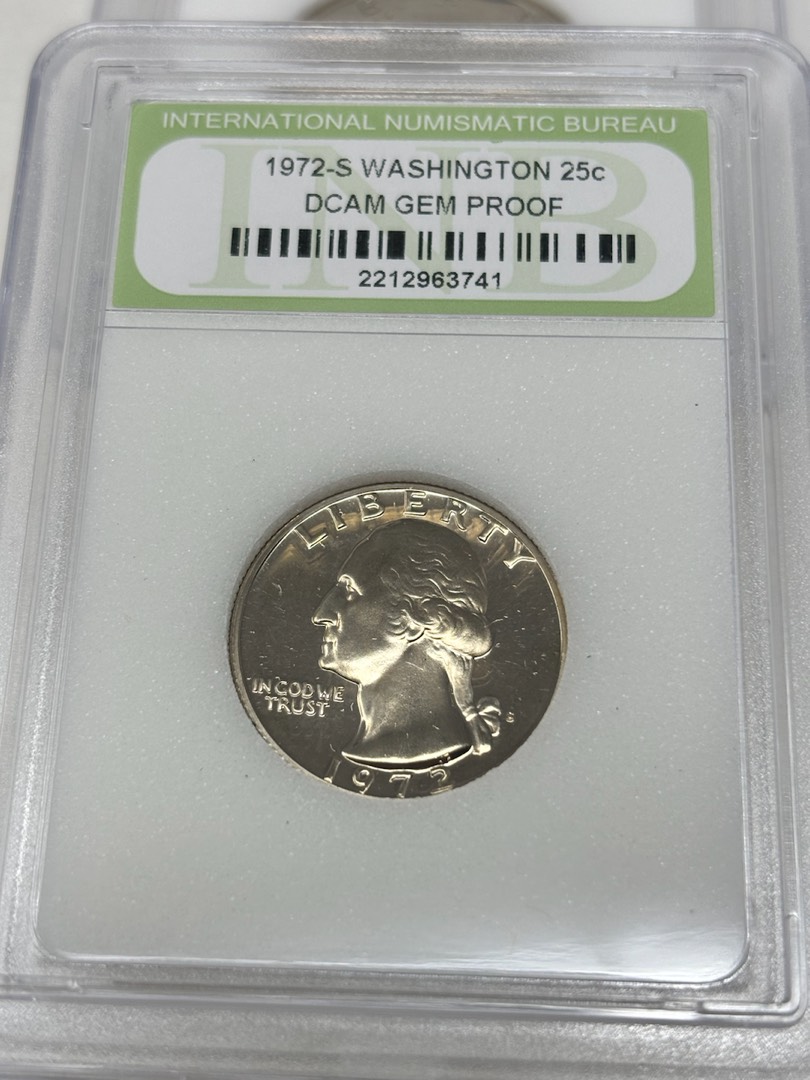 INTERNATIONAL NUMISMATIC BUREAU
1972-S WASHINGTON 25c
DCAM GEM PROOF
INB
2212963741
LIBERTY
IN GOD WE
TRUST
S
1972